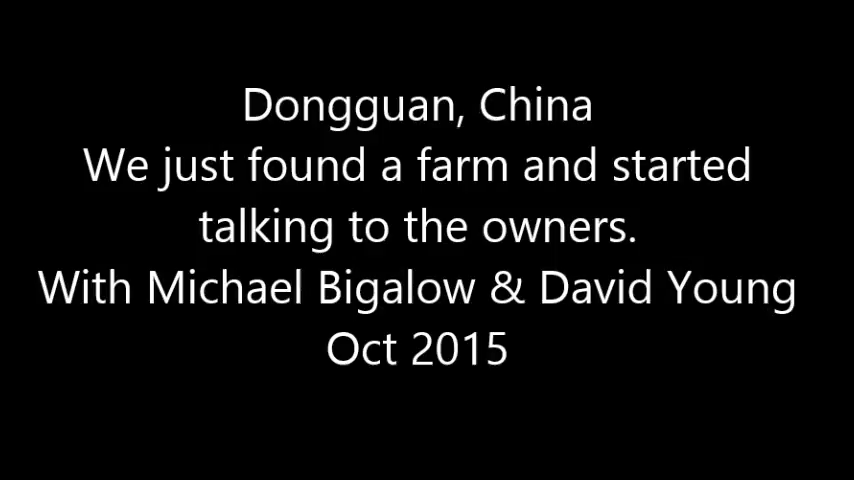 Dongguan, China
We just found a farm and started
talking to the owners.
With Michael Bigalow & David Young
Oct 2015